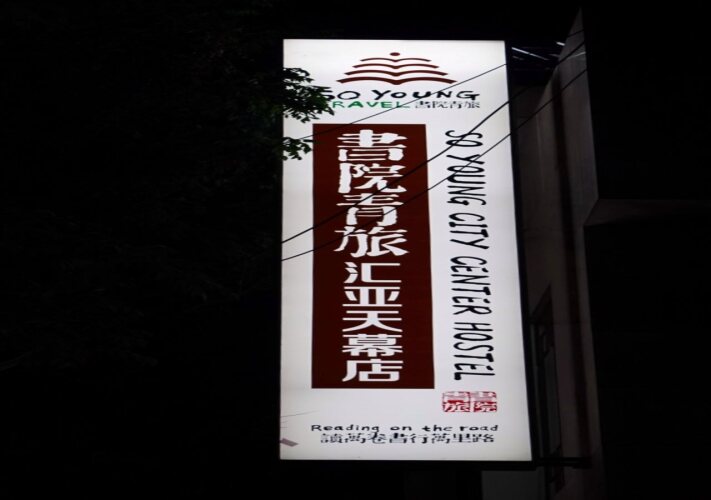 SO YOUNG
TRAVEL 書院青旅
書院青旅汇亚天幕店
SO YOUNG CITY CENTER HOSTEL
書院青旅
Reading on the road
讀萬卷書行萬里路